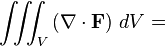 ∭_V (∇ · 𝐅) dV =